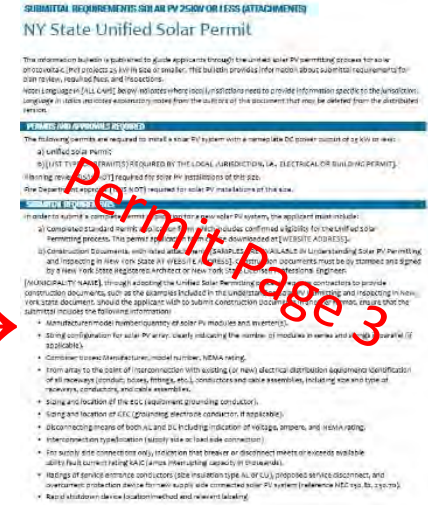 SUBMITTAL REQUIREMENTS SOLAR PV 25KW OR LESS (ATTACHMENTS)
NY State Unified Solar Permit
The information bulletin is published to guide applicants through the unified solar PV permitting process for solar
photovoltaic (PV) projects 25 kW in size or smaller. This bulletin provides information about submittal requirements for
plan review, required fees, and inspections.
Note: Language in [ALL CAPS] below indicates where local jurisdictions need to provide information specific to the jurisdiction.
Language in italics indicates explanatory notes from the authors of this document that may be deleted from the distributed
version.
PERMITS AND APPROVALS REQUIRED
The following permits are required to install a solar PV system with a nameplate DC power output of 25 kW or less:
a) Unified Solar Permit
b) [LIST TYPE PERMIT(S) REQUIRED BY THE LOCAL JURISDICTION, I.E., ELECTRICAL OR BUILDING PERMIT].
Planning review NOT] required for solar PV installations of this size.
Fire Department approval NOT] required for solar PV installations of this size.
SUBMITTAL REQUIREMENTS
In order to submit a complete permit application for a new solar PV system, the applicant must include:
a) Completed Standard Permit Application form which includes confirmed eligibility for the Unified Solar
Permitting process. This permit application form can be downloaded at [WEBSITE ADDRESS].
b) Construction Documents, with listed attachments [SAMPLES ARE AVAILABLE IN Understanding Solar PV Permitting
and Inspecting in New York State AT WEBSITE ADDRESS]. Construction Documents must be by stamped and signed
by a New York State Registered Architect or New York State Licensed Professional Engineer.
[MUNICIPALITY NAME], through adopting the Unified Solar Permitting process, requires contractors to provide
construction documents, such as the examples included in the Understanding Solar PV Permitting and Inspecting in New
York State document. Should the applicant wish to submit Construction Documents in another format, ensure that the
submittal includes the following information:
• Manufacturer/model number/quantity of solar PV modules and inverter(s).
• String configuration for solar array, clearly indicating the number of modules in series and strings in parallel (if
applicable).
• Combiner boxes: Manufacturer, model number, NEMA rating.
• From array to the point of interconnection with existing (or new) electrical distribution equipment: identification
of all raceways (conduit, boxes, fittings, etc.), conductors and cable assemblies, including size and type of
raceways, conductors, and cable assemblies.
• Sizing and location of the EGC (equipment grounding conductor).
• Sizing and location of GEC (grounding electrode conductor, if applicable).
• Disconnecting means of both AC and DC including indication of voltage, ampere, and NEMA rating.
• Interconnection type/location (supply side or load side connection)
• For supply side connections only, indication that breaker or disconnect meets or exceeds available
utility fault current rating kAIC (amps interrupting capacity in thousands).
• Ratings of service entrance conductors (size insulation type AL or CU), proposed service disconnect, and
overcurrent protection device for new supply side connected solar PV system (reference NEC 230.82, 230.70).
• Rapid shutdown device location/method and relevant labeling
Permit Page 3